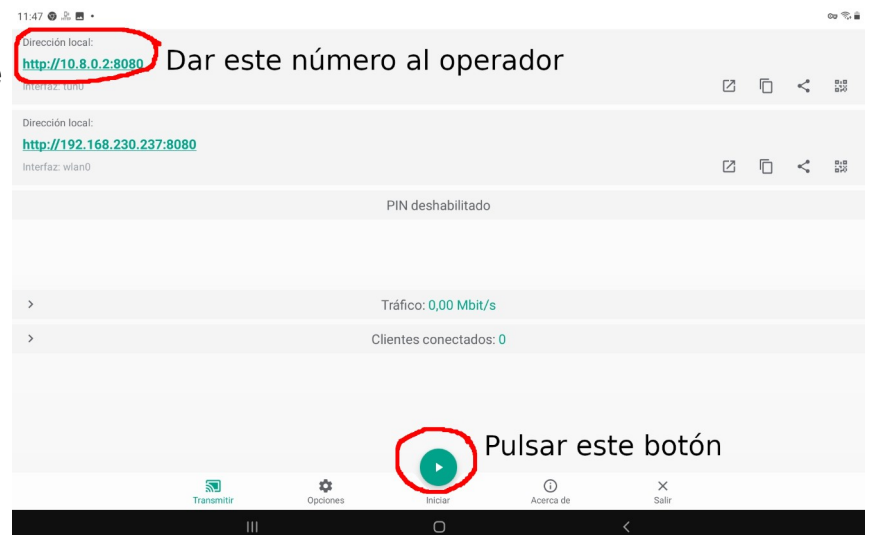 11:47
Dirección local:
http://10.8.0.2:8080
Dar este número al operador
Interfaz: tun0
Dirección local:
http://192.168.230.237:8080
Interfaz: wlan0
PIN deshabilitado
Tráfico: 0,00 Mbit/s
Clientes conectados: 0
Pulsar este botón
Transmitir
Opciones
Iniciar
Acerca de
Salir